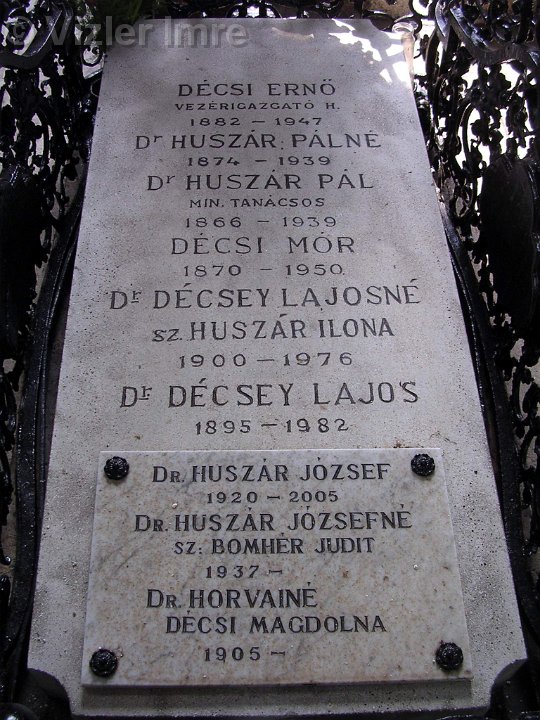 © Vizler Imre
DÉCSI ERNŐ
VEZÉRIGAZGATÓ H.
1882 - 1947
Dr HUSZÁR PÁLNÉ
1874 - 1939
Dr HUSZÁR PÁL
MIN. TANÁCSOS
1866 - 1939
DÉCSI MÓR
1870 - 1950
Dr DÉCSEY LAJOSNÉ
SZ. HUSZÁR ILONA
1900 - 1976
Dr DÉCSEY LAJOS
1895 - 1982
DR. HUSZÁR JÓZSEF
1920 - 2005
DR. HUSZÁR JÓZSEFNÉ
SZ: BOMHÉR JUDIT
1937 -
DR. HORVAINÉ
DÉCSI MAGDOLNA
1905 -